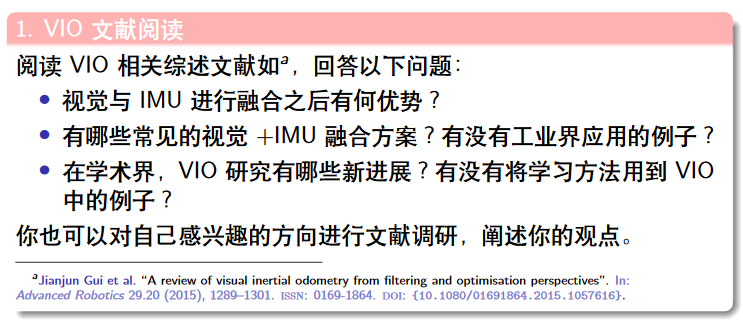 1. VIO 文献阅读
阅读 VIO 相关综述文献如a，回答以下问题：
• 视觉与 IMU 进行融合之后有何优势？
• 有哪些常见的视觉 +IMU 融合方案？有没有工业界应用的例子？
• 在学术界，VIO 研究有哪些新进展？有没有将学习方法用到 VIO
中的例子？
你也可以对自己感兴趣的方向进行文献调研，阐述你的观点。
aJianjun Gui et al. “A review of visual inertial odometry from filtering and optimisation perspectives”. In:
Advanced Robotics 29.20 (2015), 1289–1301. ISSN: 0169-1864. DOI: {10.1080/01691864.2015.1057616}.